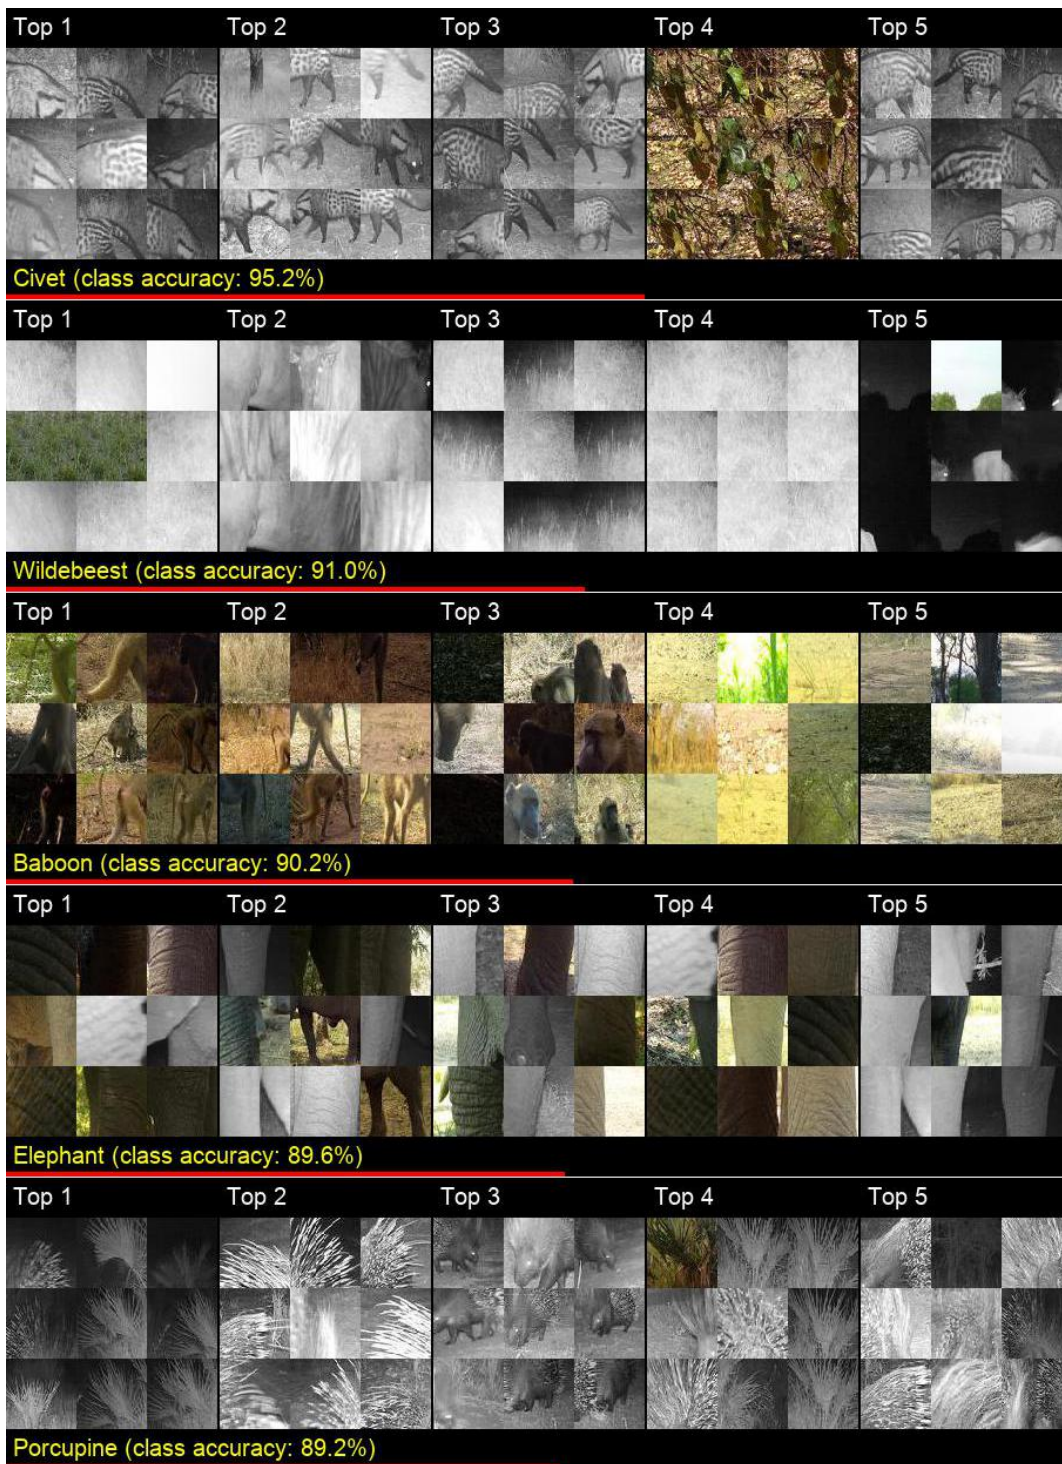 Top 1 Top 2 Top 3 Top 4 Top 5
Civet (class accuracy: 95.2%)
Top 1 Top 2 Top 3 Top 4 Top 5
Wildebeest (class accuracy: 91.0%)
Top 1 Top 2 Top 3 Top 4 Top 5
Baboon (class accuracy: 90.2%)
Top 1 Top 2 Top 3 Top 4 Top 5
Elephant (class accuracy: 89.6%)
Top 1 Top 2 Top 3 Top 4 Top 5
Porcupine (class accuracy: 89.2%)